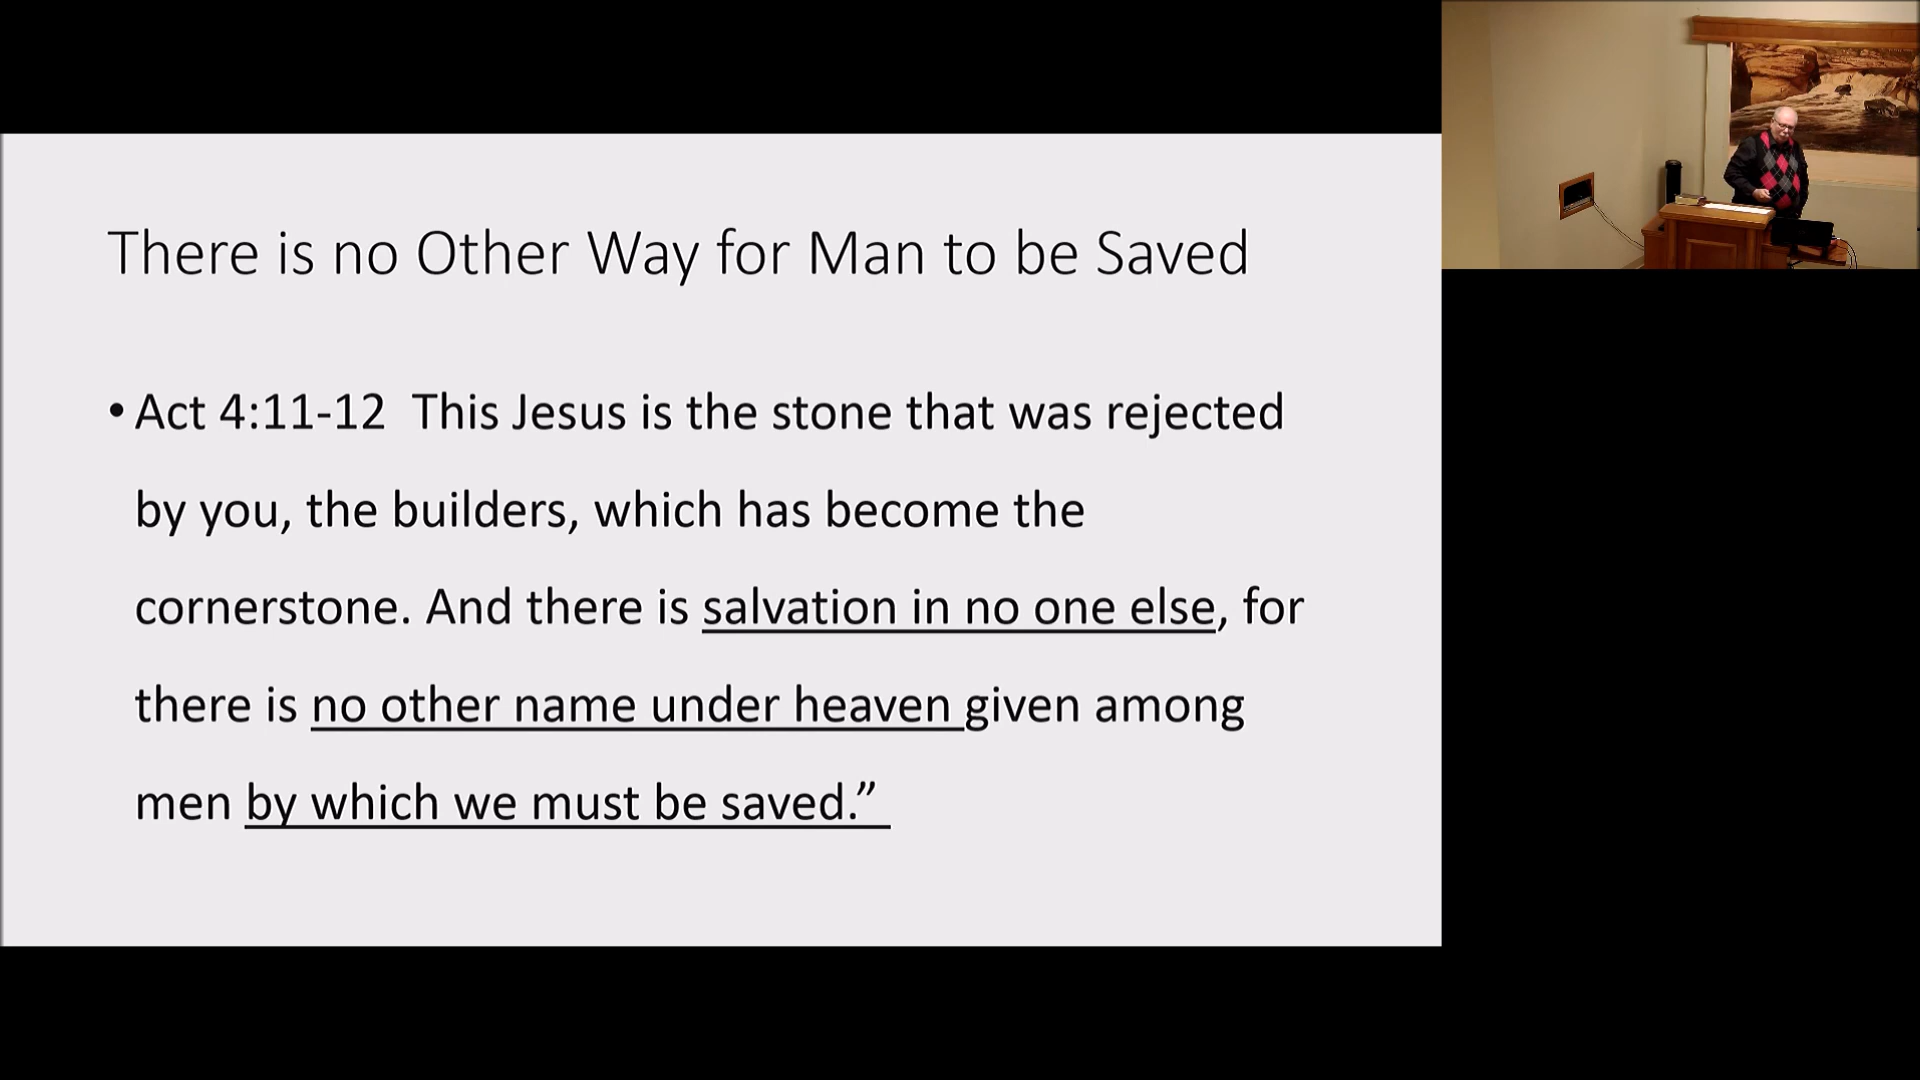 There is no Other Way for Man to be Saved
• Act 4:11-12  This Jesus is the stone that was rejected
by you, the builders, which has become the
cornerstone. And there is salvation in no one else, for
there is no other name under heaven given among
men by which we must be saved.”